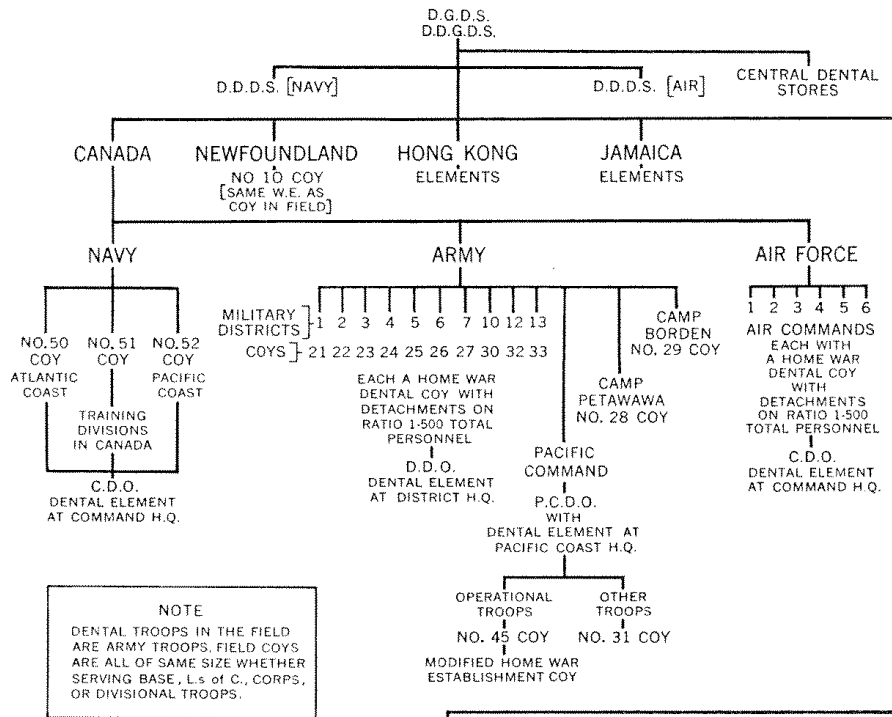 D.G.D.S.
D.D.G.D.S.
D.D.D.S. [NAVY]
D.D.D.S. [AIR]
CENTRAL DENTAL
STORES
CANADA
NEWFOUNDLAND
NO 10 COY
[SAME W.E. AS
COY IN FIELD]
HONG KONG
ELEMENTS
JAMAICA
ELEMENTS
NAVY
ARMY
AIR FORCE
NO.50
COY
ATLANTIC
COAST
NO.51
COY
TRAINING
DIVISIONS
IN CANADA
NO.52
COY
PACIFIC
COAST
C.D.O.
DENTAL ELEMENT
AT COMMAND H.Q.
MILITARY
DISTRICTS
1 2 3 4 5 6 7 10 12 13
COYS 21 22 23 24 25 26 27 30 32 33
EACH A HOME WAR
DENTAL COY WITH
DETACHMENTS ON
RATIO 1-500 TOTAL
PERSONNEL
D.D.O.
DENTAL ELEMENT
AT DISTRICT H.Q.
PACIFIC
COMMAND
P.C.D.O.
WITH
DENTAL ELEMENT AT
PACIFIC COAST H.Q.
OPERATIONAL
TROOPS
NO. 45 COY
MODIFIED HOME WAR
ESTABLISHMENT COY
OTHER
TROOPS
NO. 31 COY
CAMP
PETAWAWA
NO. 28 COY
CAMP
BORDEN
NO. 29 COY
1 2 3 4 5 6
AIR COMMANDS
EACH WITH
A HOME WAR
DENTAL COY
WITH
DETACHMENTS
ON RATIO 1-500
TOTAL PERSONNEL
C.D.O.
DENTAL ELEMENT
AT COMMAND H.Q.
NOTE
DENTAL TROOPS IN THE FIELD
ARE ARMY TROOPS. FIELD COYS
ARE ALL OF SAME SIZE WHETHER
SERVING BASE, L.s of C., CORPS,
OR DIVISIONAL TROOPS.